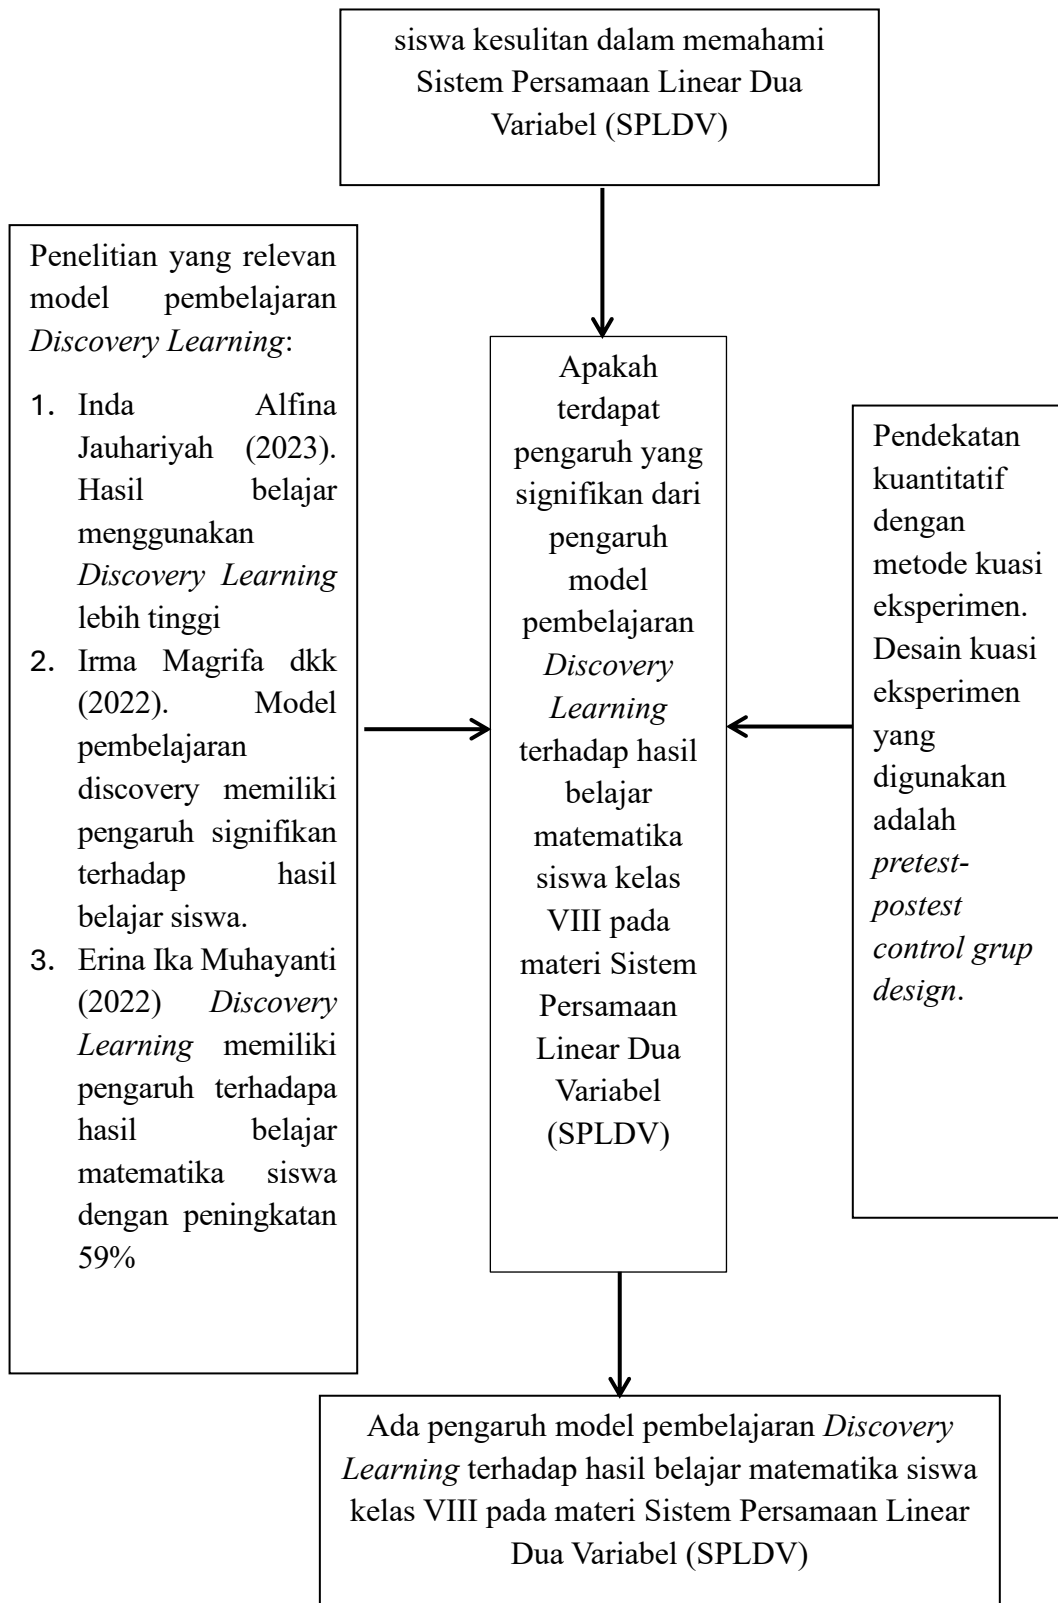 siswa kesulitan dalam memahami
Sistem Persamaan Linear Dua
Variabel (SPLDV)
Penelitian yang relevan
model pembelajaran
Discovery Learning:
1. Inda Alfina
Jauhariyah (2023).
Hasil belajar
menggunakan
Discovery Learning
lebih tinggi
2. Irma Magrifa dkk
(2022). Model
pembelajaran
discovery memiliki
pengaruh signifikan
terhadap hasil
belajar siswa.
3. Erina Ika Muhayanti
(2022) Discovery
Learning memiliki
pengaruh terhadapa
hasil belajar
matematika siswa
dengan peningkatan
59%
Apakah
terdapat
pengaruh yang
signifikan dari
pengaruh
model
pembelajaran
Discovery
Learning
terhadap hasil
belajar
matematika
siswa kelas
VIII pada
materi Sistem
Persamaan
Linear Dua
Variabel
(SPLDV)
Pendekatan
kuantitatif
dengan
metode kuasi
eksperimen.
Desain kuasi
eksperimen
yang
digunakan
adalah
pretest-
postest
control grup
design.
Ada pengaruh model pembelajaran Discovery
Learning terhadap hasil belajar matematika siswa
kelas VIII pada materi Sistem Persamaan Linear
Dua Variabel (SPLDV)